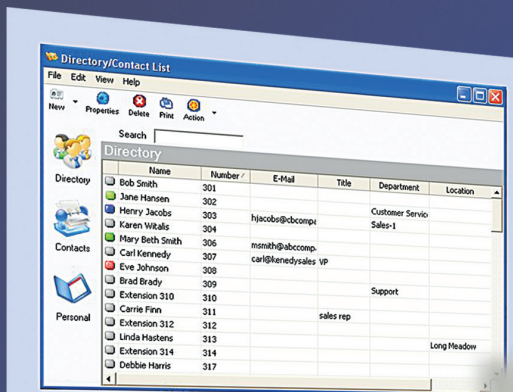 Directory/Contact List
File Edit View Help
New Properties Delete Print Action
Search
Directory
Name Number E-Mail Title Department Location
Bob Smith 301
Jane Hansen 302
Henry Jacobs 303 hjacobs@cbcompa Customer Servic
Karen Witalis 304 Sales-1
Mary Beth Smith 306 msmith@abccomp.
Carl Kennedy 307 carl@kenedysales VP
Eve Johnson 308
Brad Brady 309 Support
Extension 310 310
Carrie Finn 311 sales rep
Extension 312 312
Linda Hastens 313 Long Meadow
Extension 314 314
Debbie Harris 317
Directory
Contacts
Personal